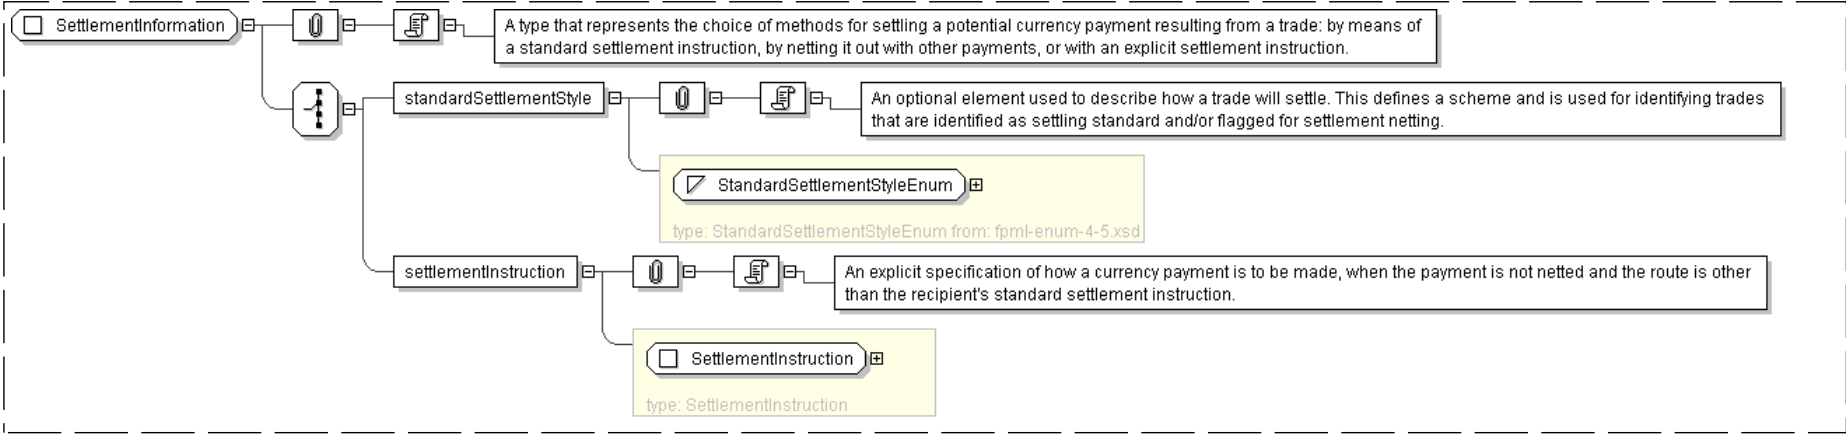 SettlementInformation
A type that represents the choice of methods for settling a potential currency payment resulting from a trade: by means of
a standard settlement instruction, by netting it out with other payments, or with an explicit settlement instruction.
standardSettlementStyle
An optional element used to describe how a trade will settle. This defines a scheme and is used for identifying trades
that are identified as settling standard and/or flagged for settlement netting.
StandardSettlementStyleEnum
type: StandardSettlementStyleEnum from: fpml-enum-4-5.xsd
settlementInstruction
An explicit specification of how a currency payment is to be made, when the payment is not netted and the route is other
than the recipient's standard settlement instruction.
SettlementInstruction
type: SettlementInstruction